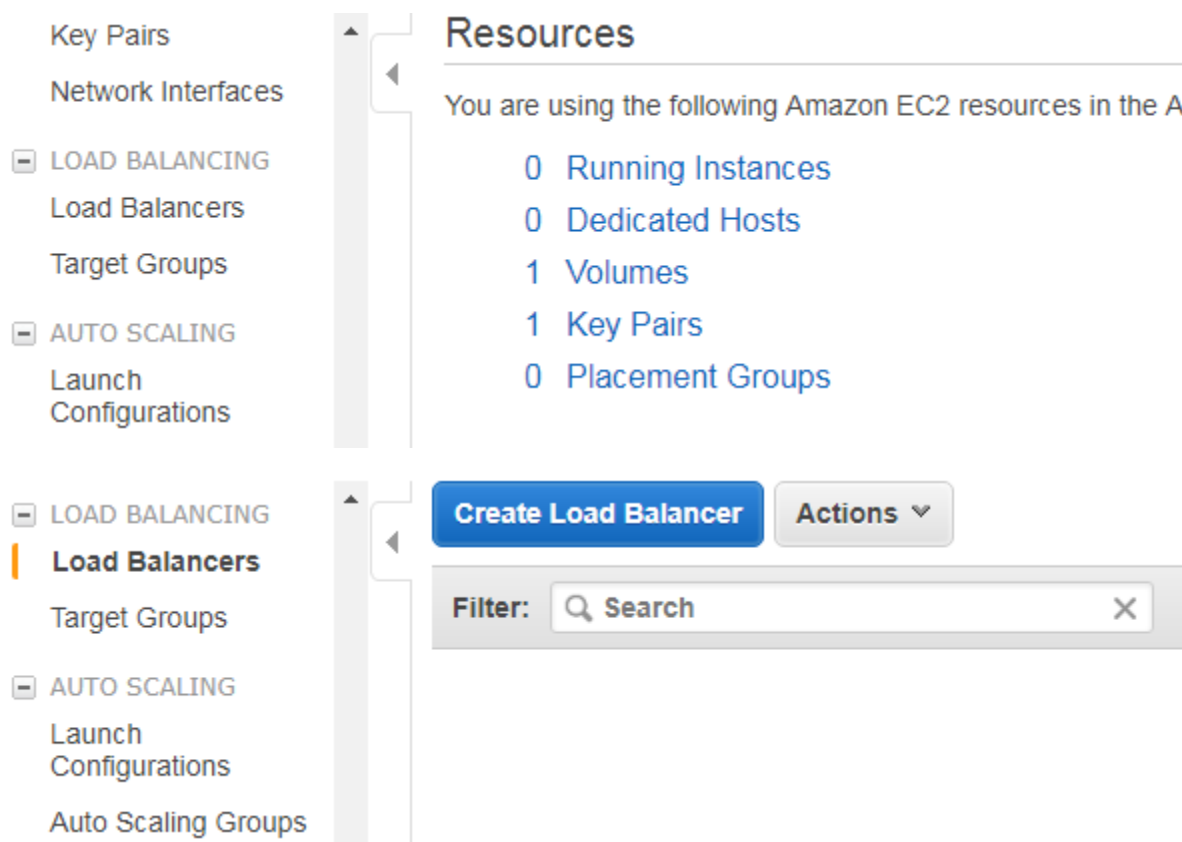 Key Pairs
Network Interfaces
LOAD BALANCING
Load Balancers
Target Groups
AUTO SCALING
Launch
Configurations
Resources
You are using the following Amazon EC2 resources in the A
0 Running Instances
0 Dedicated Hosts
1 Volumes
1 Key Pairs
0 Placement Groups
LOAD BALANCING
Load Balancers
Target Groups
AUTO SCALING
Launch
Configurations
Auto Scaling Groups
Create Load Balancer Actions
Filter: Search